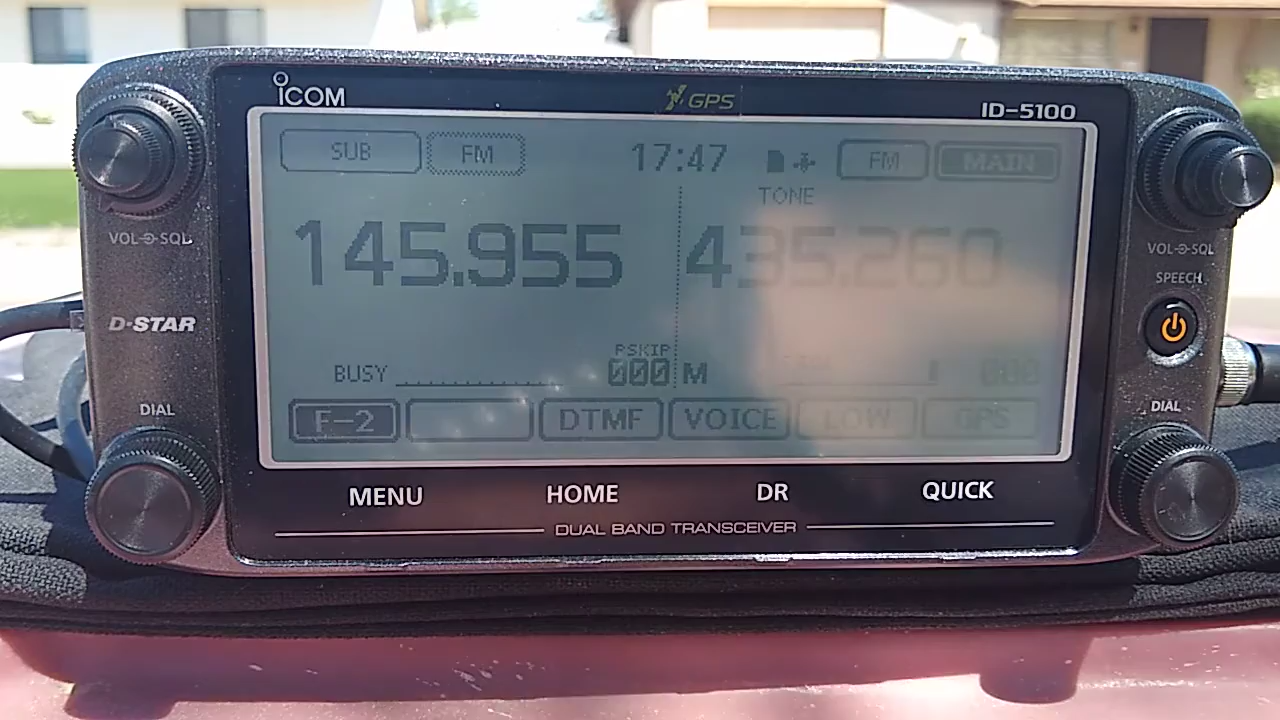 ICOM GPS ID-5100
SUB FM 17:47 FM MAIN
TONE
145.955 435.260
VOL SQL VOL SQL
SPEECH
D-STAR
PSKIP
BUSY 000 M 000
DIAL DIAL
F-2 DTMF VOICE LOW GPS
MENU HOME DR QUICK
DUAL BAND TRANSCEIVER